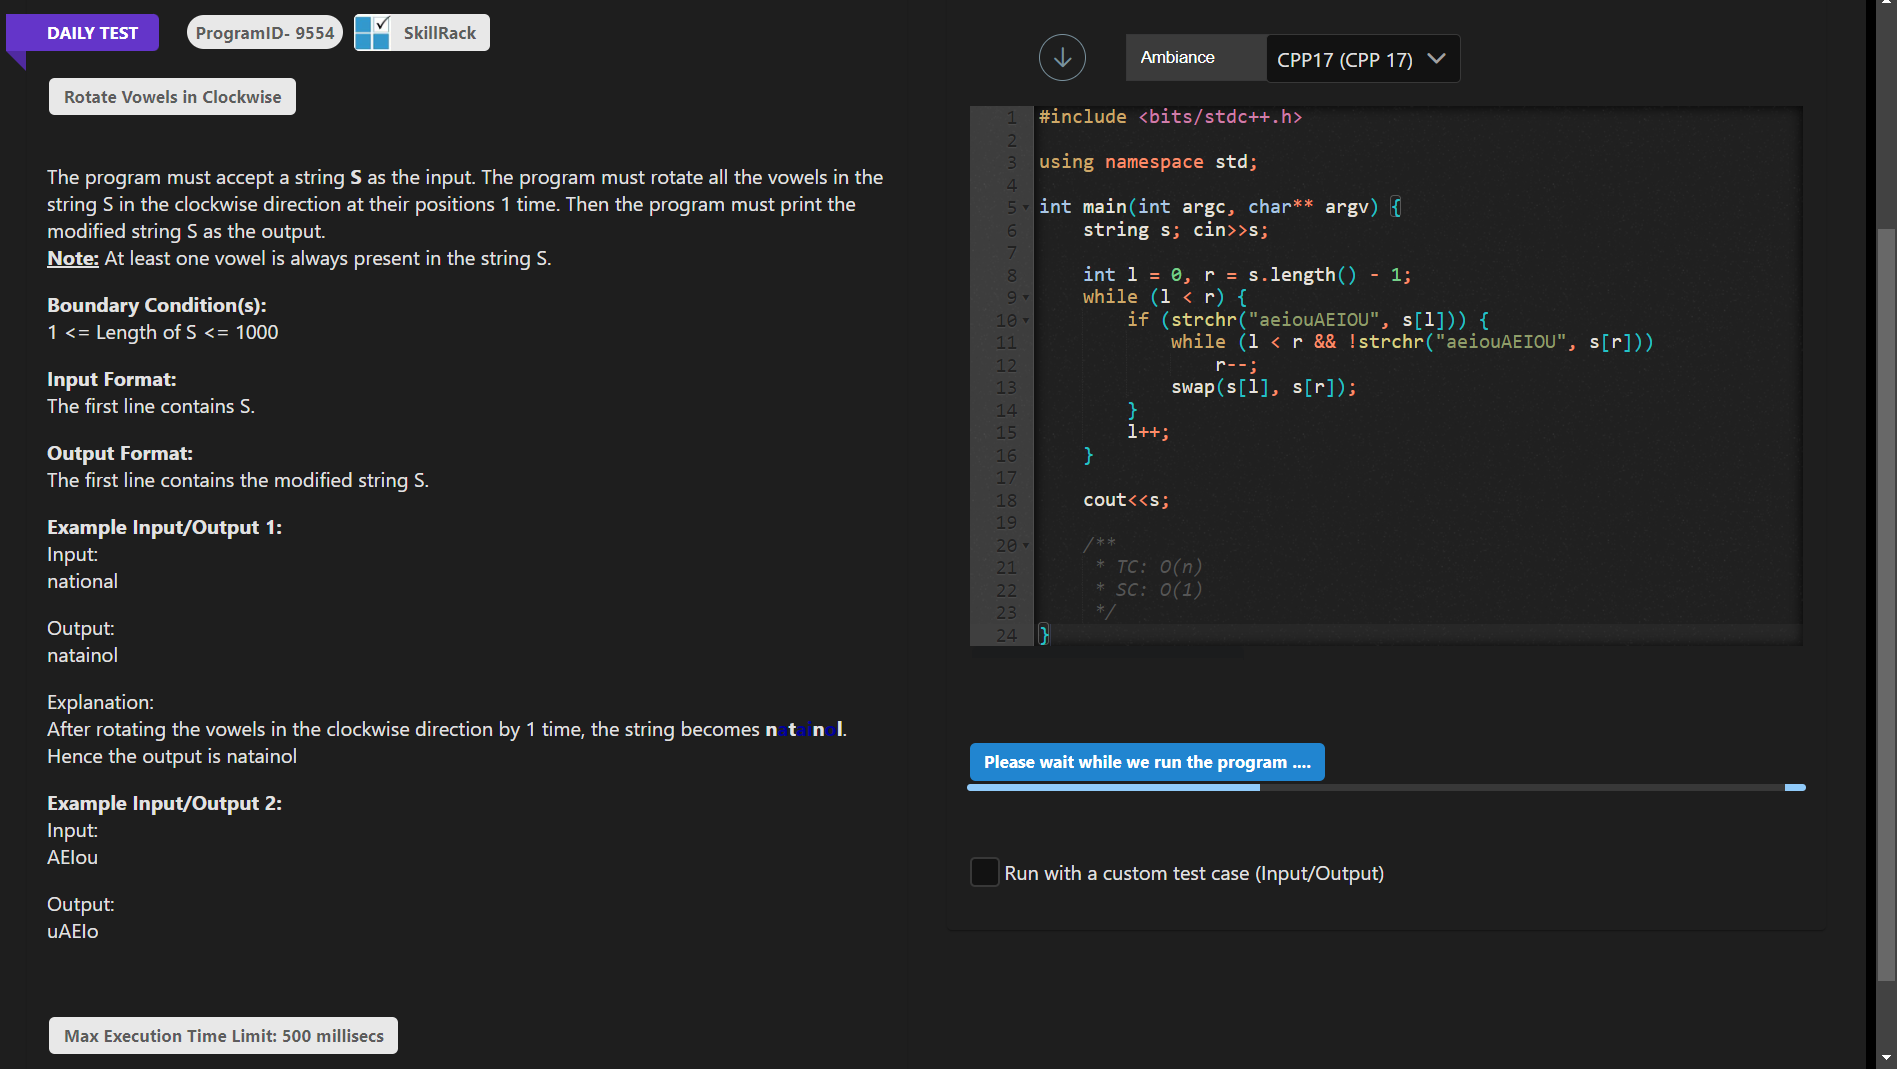 DAILY TEST
ProgramID- 9554
SkillRack
Rotate Vowels in Clockwise
The program must accept a string S as the input. The program must rotate all the vowels in the
string S in the clockwise direction at their positions 1 time. Then the program must print the
modified string S as the output.
Note: At least one vowel is always present in the string S.
Boundary Condition(s):
1 <= Length of S <= 1000
Input Format:
The first line contains S.
Output Format:
The first line contains the modified string S.
Example Input/Output 1:
Input:
national
Output:
natainol
Explanation:
After rotating the vowels in the clockwise direction by 1 time, the string becomes natainol.
Hence the output is natainol
Example Input/Output 2:
Input:
AEIou
Output:
uAEIo
Max Execution Time Limit: 500 millisecs
Ambiance
CPP17 (CPP 17)
1 #include <bits/stdc++.h>
2
3 using namespace std;
4
5 int main(int argc, char** argv) {
6     string s; cin>>s;
7
8     int l = 0, r = s.length() - 1;
9     while (l < r) {
10         if (strchr("aeiouAEIOU", s[l])) {
11             while (l < r && !strchr("aeiouAEIOU", s[r]))
12                 r--;
13             swap(s[l], s[r]);
14         }
15         l++;
16     }
17
18     cout<<s;
19
20     /**
21      * TC: O(n)
22      * SC: O(1)
23      */
24 }
Please wait while we run the program ....
Run with a custom test case (Input/Output)